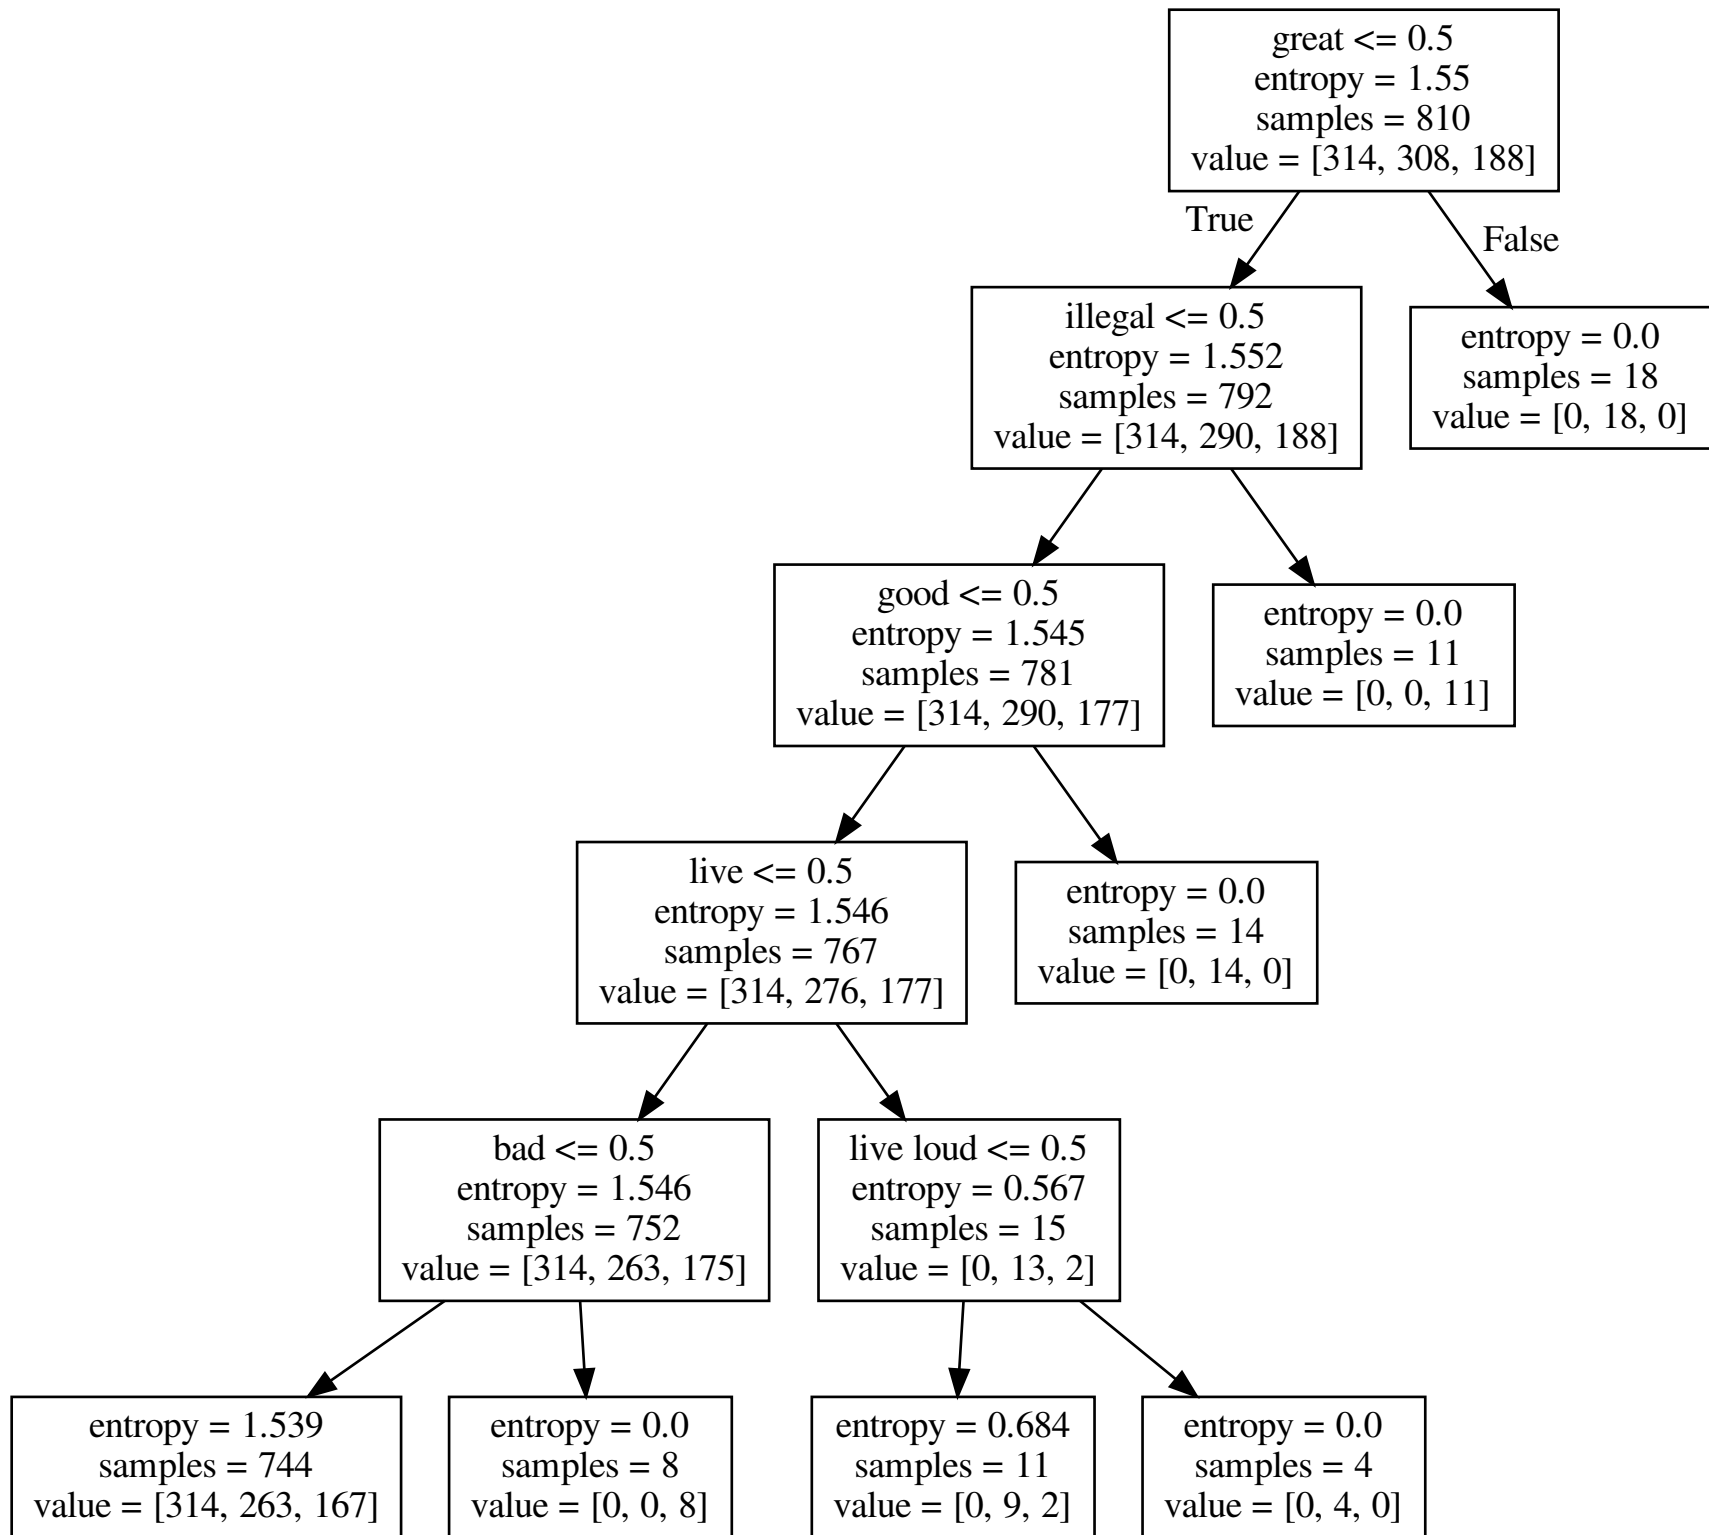 great <= 0.5
entropy = 1.55
samples = 810
value = [314, 308, 188]
True
False
illegal <= 0.5
entropy = 1.552
samples = 792
value = [314, 290, 188]
entropy = 0.0
samples = 18
value = [0, 18, 0]
good <= 0.5
entropy = 1.545
samples = 781
value = [314, 290, 177]
entropy = 0.0
samples = 11
value = [0, 0, 11]
live <= 0.5
entropy = 1.546
samples = 767
value = [314, 276, 177]
entropy = 0.0
samples = 14
value = [0, 14, 0]
bad <= 0.5
entropy = 1.546
samples = 752
value = [314, 263, 175]
live loud <= 0.5
entropy = 0.567
samples = 15
value = [0, 13, 2]
entropy = 1.539
samples = 744
value = [314, 263, 167]
entropy = 0.0
samples = 8
value = [0, 0, 8]
entropy = 0.684
samples = 11
value = [0, 9, 2]
entropy = 0.0
samples = 4
value = [0, 4, 0]